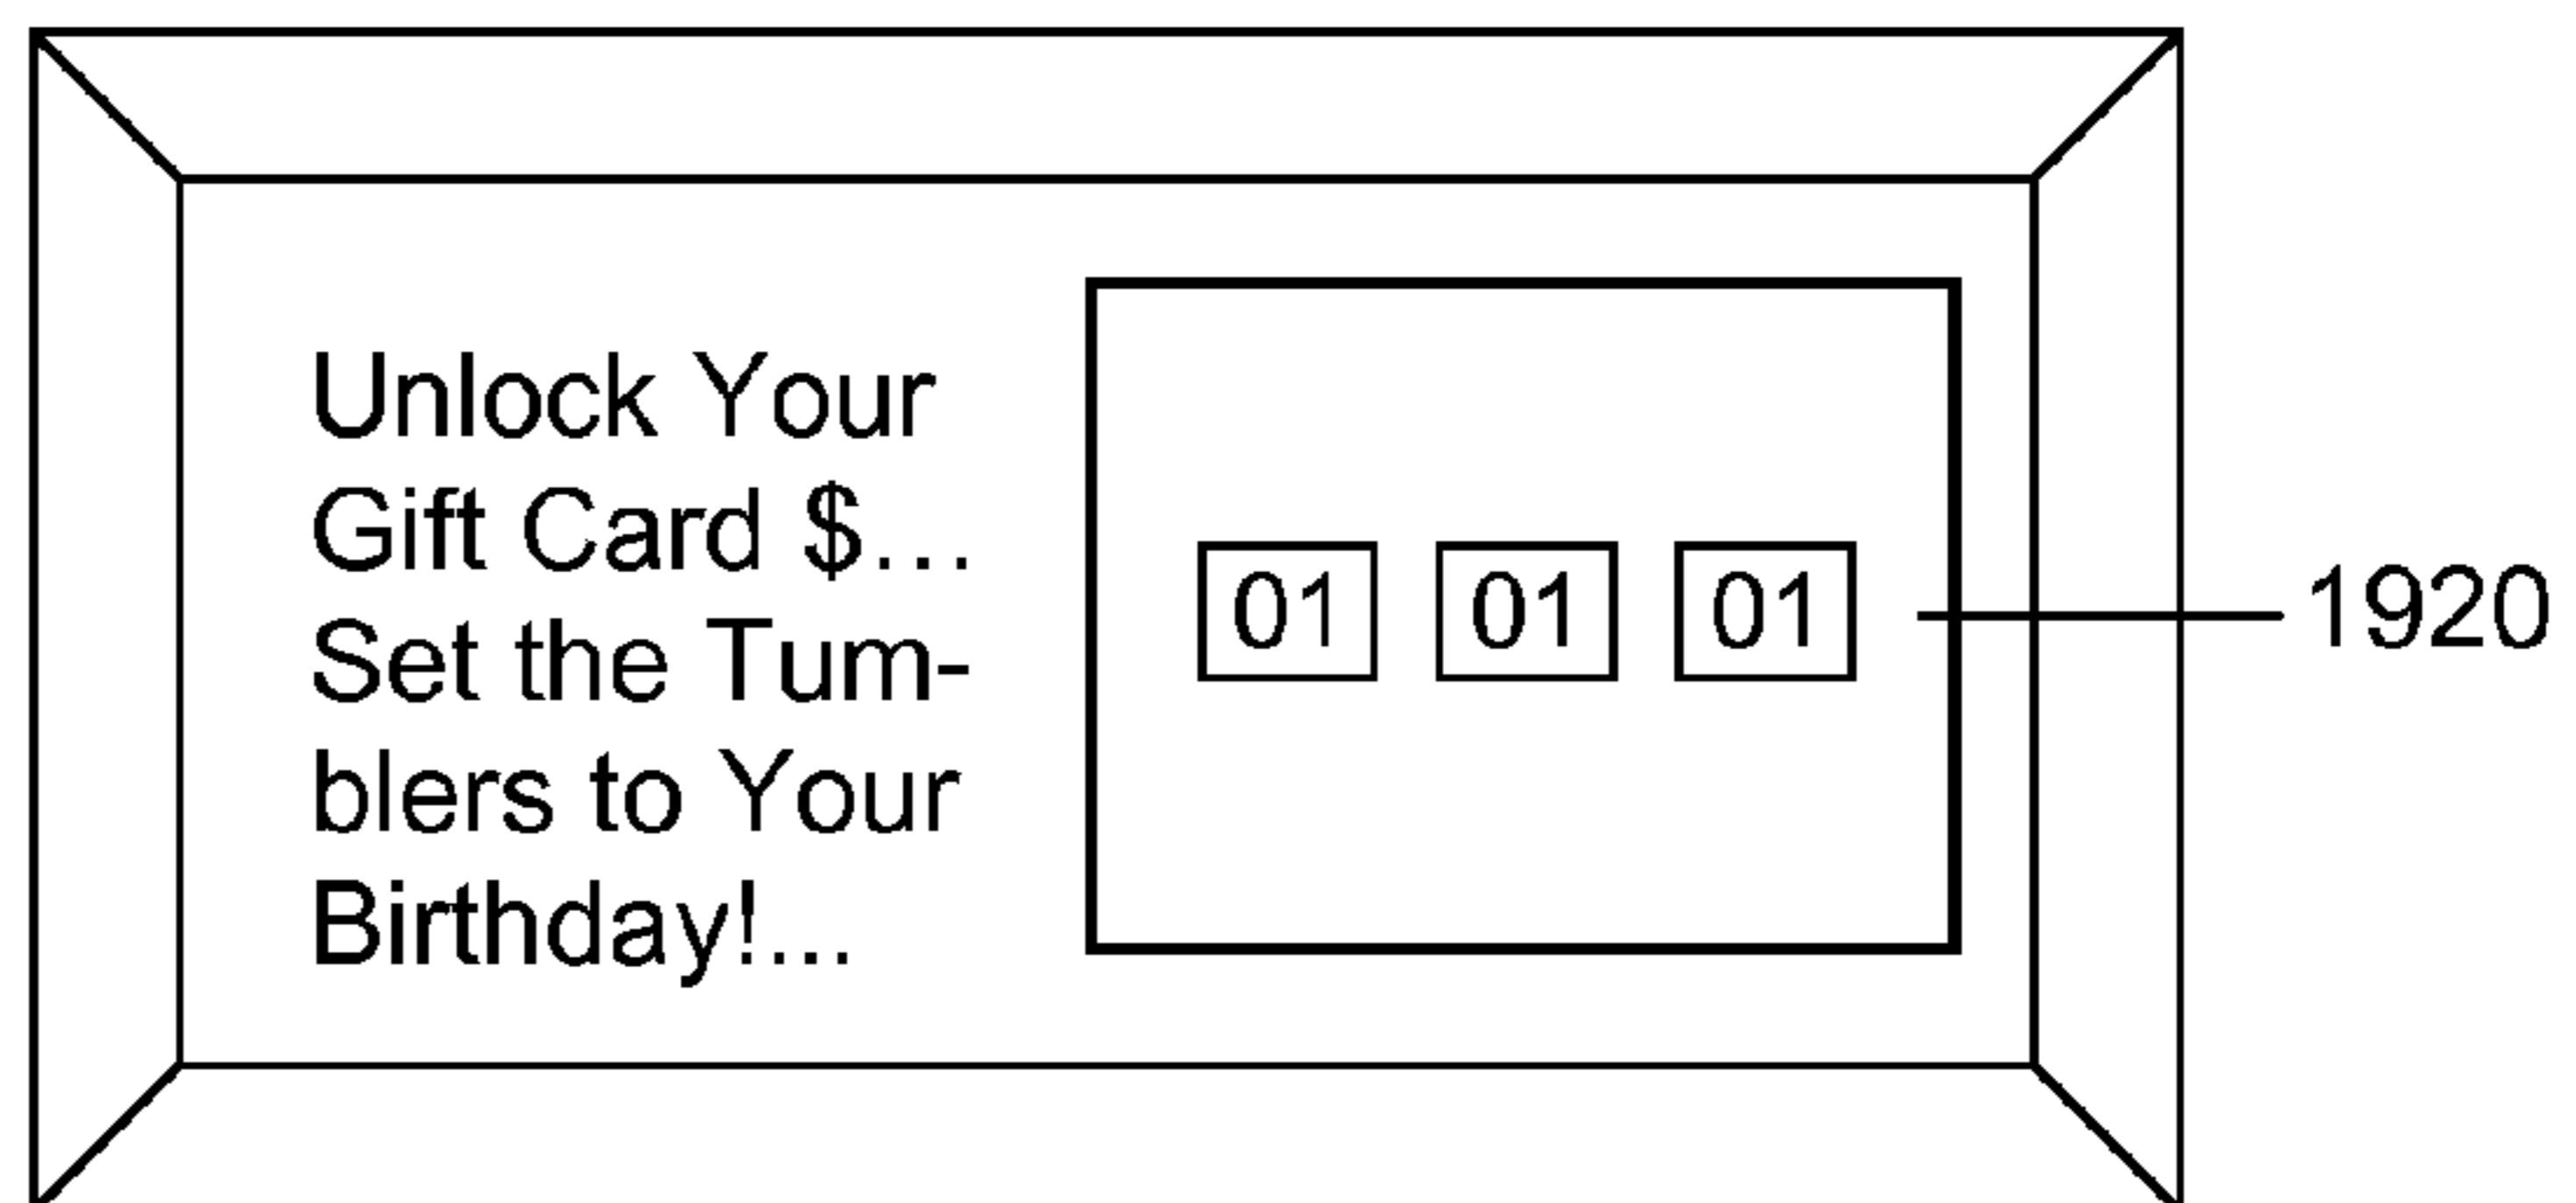 Unlock Your
Gift Card $...
Set the Tum-
blers to Your
Birthday!...
01 01 01
1920